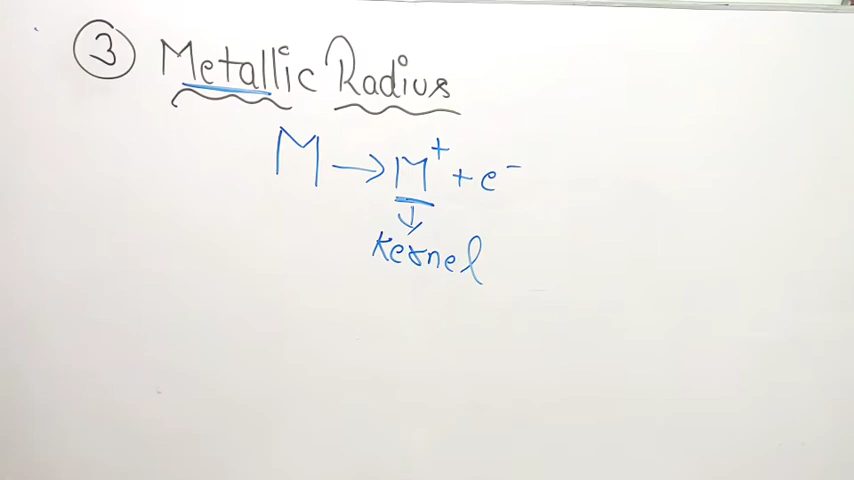 ③ Metallic Radius
M → M⁺ + e⁻
↓
kernel